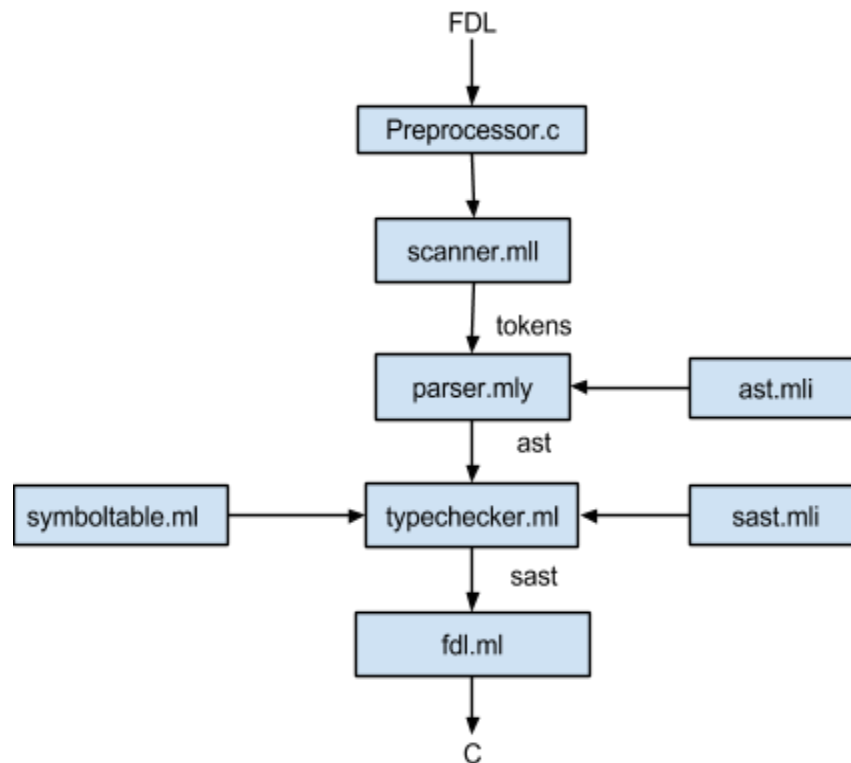 FDL
Preprocessor.c
scanner.mll
tokens
parser.mly
ast.mli
ast
symboltable.ml
typechecker.ml
sast.mli
sast
fdl.ml
C